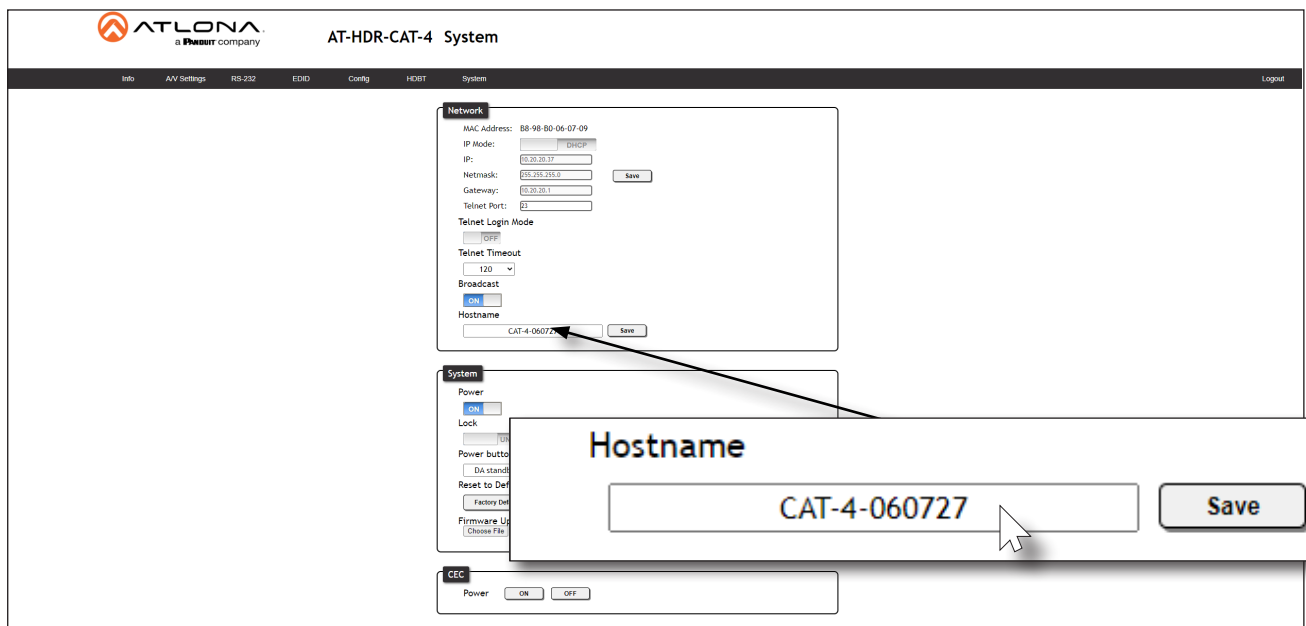 ATLONA.
a PANDUIT company
AT-HDR-CAT-4 System
Info A/V Settings RS-232 EDID Config HDBT System Logout
Network
MAC Address: B8-98-B0-06-07-09
IP Mode: DHCP
IP: 10.20.20.37
Netmask: 255.255.255.0 Save
Gateway: 10.20.20.1
Telnet Port: 23
Telnet Login Mode
OFF
Telnet Timeout
120
Broadcast
ON
Hostname
CAT-4-060727 Save
System
Power
ON
Lock
UN
Power butto
DA standb
Reset to Def
Factory Def
Firmware Up
Choose File
Hostname
CAT-4-060727 Save
CEC
Power ON OFF